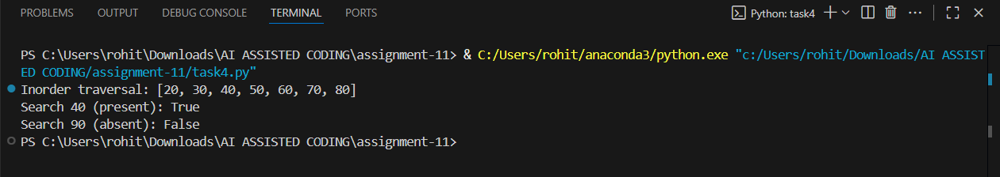 PROBLEMS OUTPUT DEBUG CONSOLE TERMINAL PORTS Python: task4
PS C:\Users\rohit\Downloads\AI ASSISTED CODING\assignment-11> & C:/Users/rohit/anaconda3/python.exe "c:/Users/rohit/Downloads/AI ASSIST
ED CODING/assignment-11/task4.py"
Inorder traversal: [20, 30, 40, 50, 60, 70, 80]
Search 40 (present): True
Search 90 (absent): False
PS C:\Users\rohit\Downloads\AI ASSISTED CODING\assignment-11>